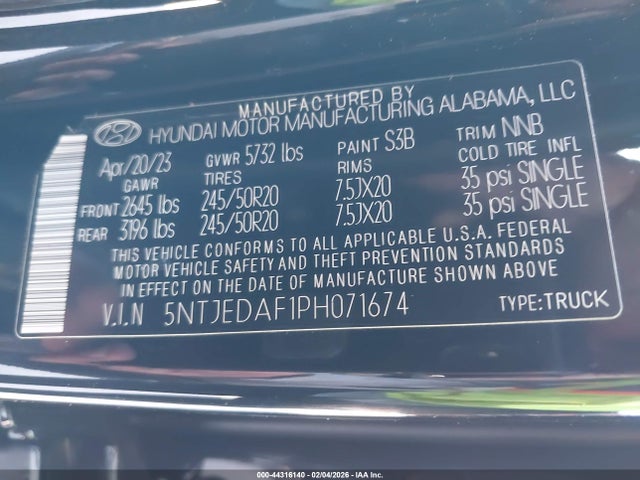 MANUFACTURED BY
HYUNDAI MOTOR MANUFACTURING ALABAMA, LLC
Apr/20/23 GVWR 5732 lbs PAINT S3B TRIM NNB
GAWR TIRES RIMS COLD TIRE INFL
FRONT 2645 lbs 245/50R20 7.5JX20 35 psi SINGLE
REAR 3196 lbs 245/50R20 7.5JX20 35 psi SINGLE
THIS VEHICLE CONFORMS TO ALL APPLICABLE U.S.A. FEDERAL
MOTOR VEHICLE SAFETY AND THEFT PREVENTION STANDARDS
IN EFFECT ON THE DATE OF MANUFACTURE SHOWN ABOVE
V.I.N 5NTJEDAF1PH071674 TYPE:TRUCK
000-44316140 - 02/04/2026 - IAA Inc.